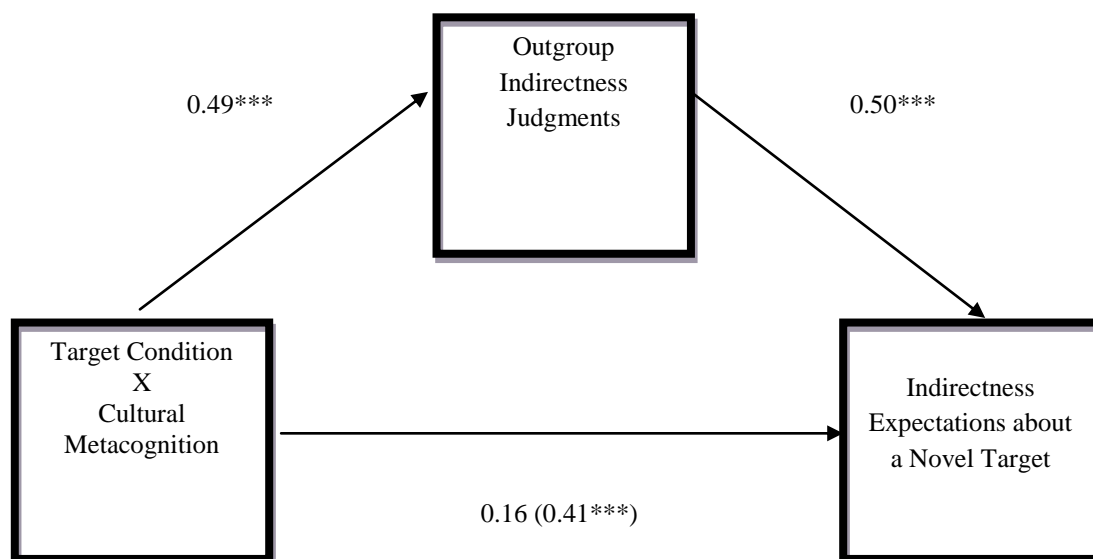 Outgroup
Indirectness
Judgments
0.49***
0.50***
Target Condition
X
Cultural
Metacognition
Indirectness
Expectations about
a Novel Target
0.16 (0.41***)